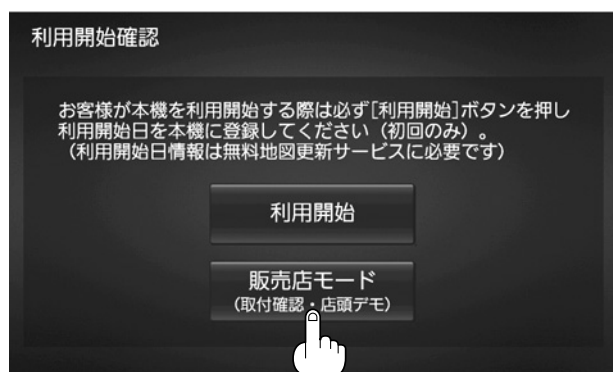 利用開始確認
お客様が本機を利用開始する際は必ず[利用開始]ボタンを押し
利用開始日を本機に登録してください（初回のみ）。
（利用開始日情報は無料地図更新サービスに必要です）
利用開始
販売店モード
(取付確認・店頭デモ)